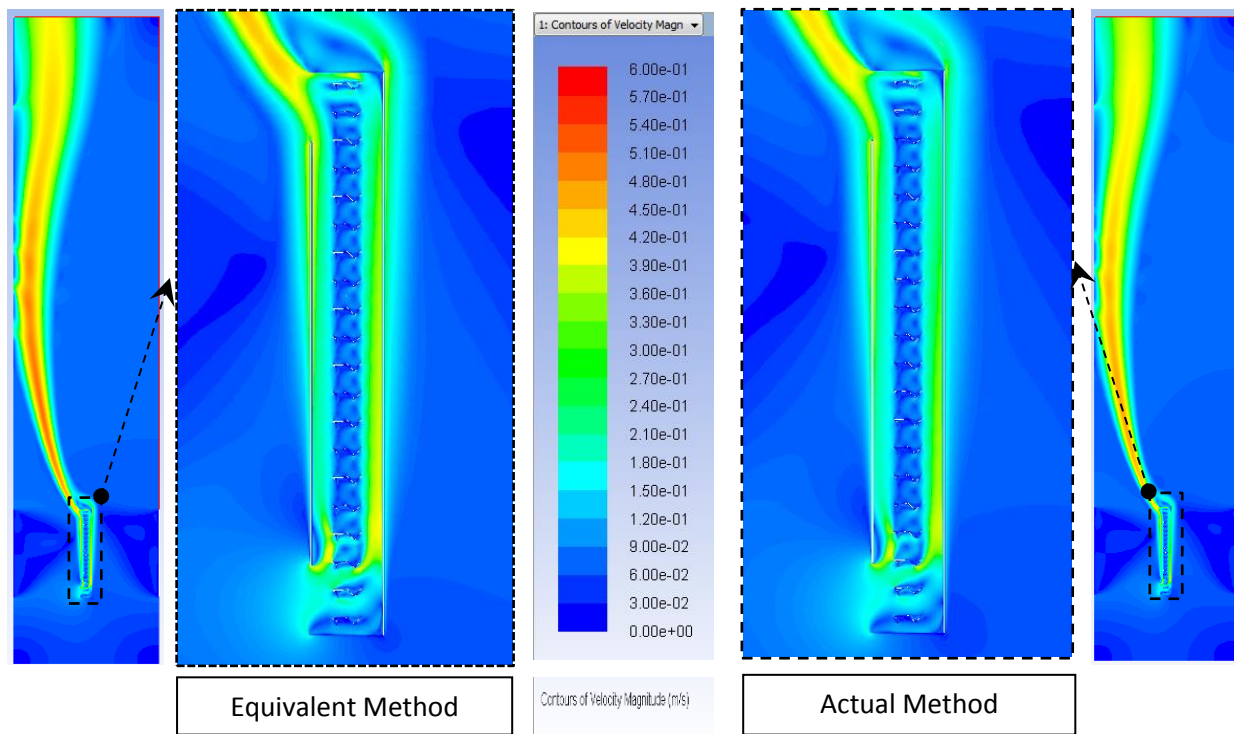 1: Contours of Velocity Magn
6.00e-01
5.70e-01
5.40e-01
5.10e-01
4.80e-01
4.50e-01
4.20e-01
3.90e-01
3.60e-01
3.30e-01
3.00e-01
2.70e-01
2.40e-01
2.10e-01
1.80e-01
1.50e-01
1.20e-01
9.00e-02
6.00e-02
3.00e-02
0.00e+00
Equivalent Method
Contours of Velocity Magnitude (m/s)
Actual Method